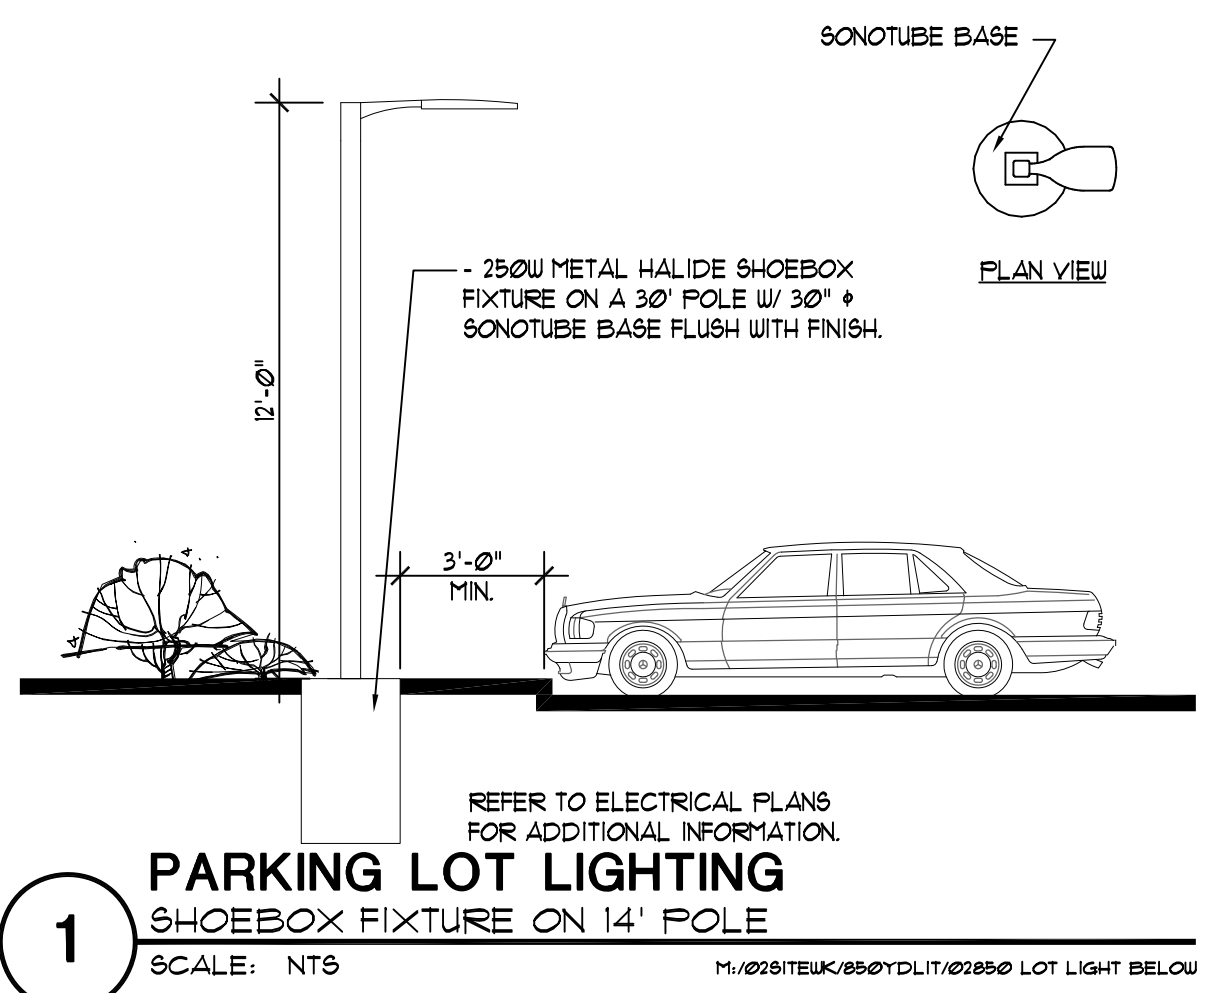 SONOTUBE BASE
PLAN VIEW
- 250W METAL HALIDE SHOEBOX
FIXTURE ON A 30' POLE W/ 30" ϕ
SONOTUBE BASE FLUSH WITH FINISH.
12'-0"
3'-0"
MIN.
REFER TO ELECTRICAL PLANS
FOR ADDITIONAL INFORMATION.
1
PARKING LOT LIGHTING
SHOEBOX FIXTURE ON 14' POLE
SCALE: NTS
M:/02SITEWK/850YDLIT/02850 LOT LIGHT BELOW